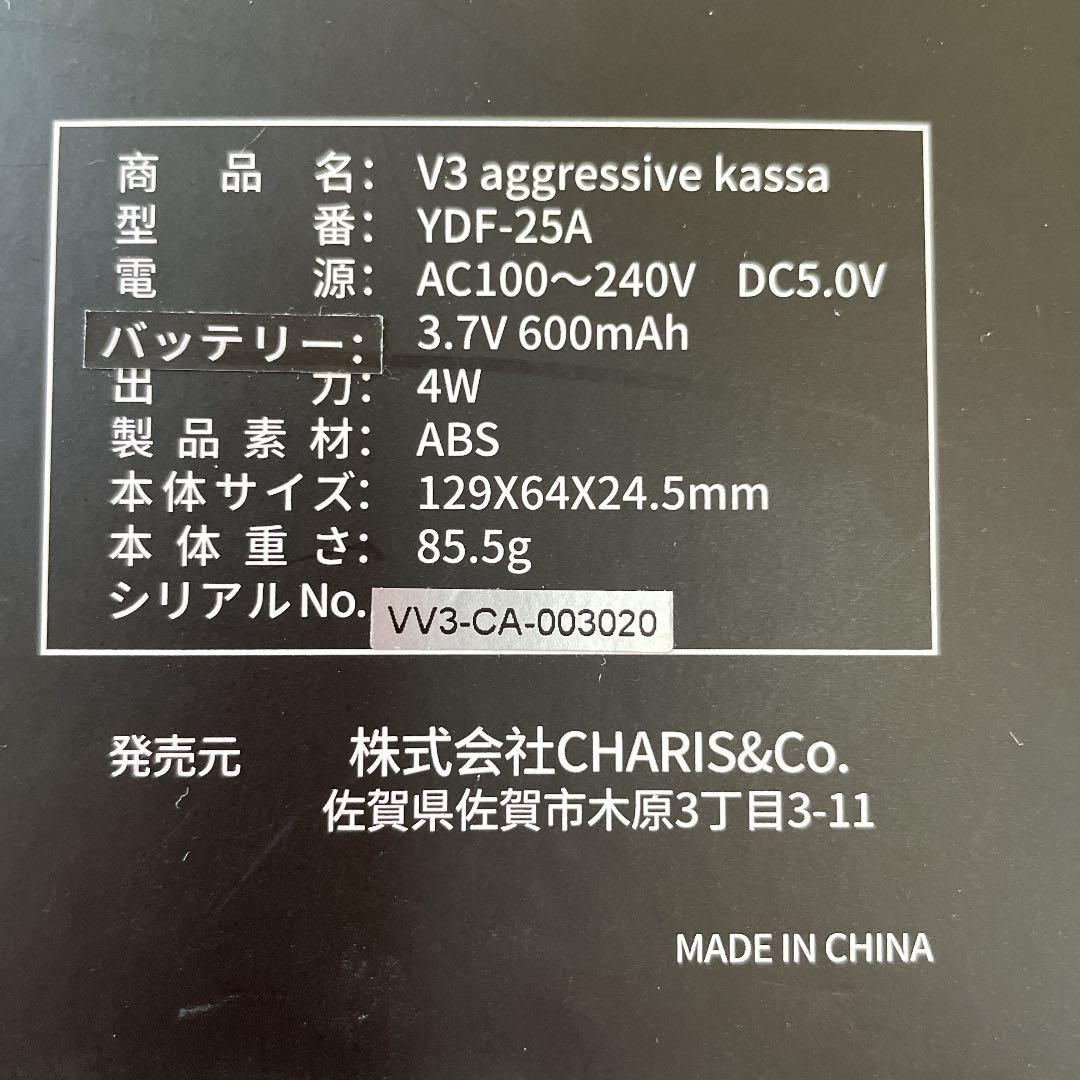 商品名： V3 aggressive kassa
型番： YDF-25A
電源： AC100～240V DC5.0V
バッテリー： 3.7V 600mAh
出力： 4W
製品素材： ABS
本体サイズ： 129X64X24.5mm
本体重さ： 85.5g
シリアルNo. VV3-CA-003020
発売元 株式会社CHARIS&Co.
佐賀県佐賀市木原3丁目3-11
MADE IN CHINA